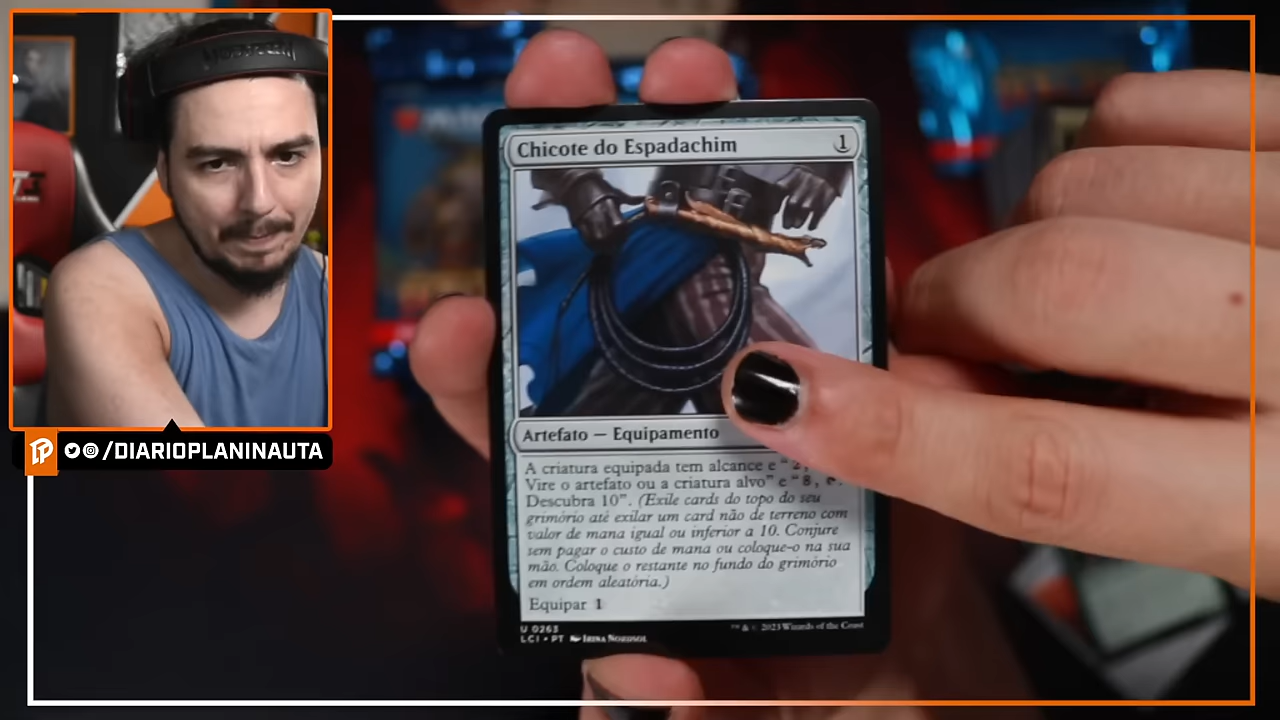 /DIARIOPLANINAUTA
Chicote do Espadachim 1
Artefato — Equipamento
A criatura equipada tem alcance e “2,
Vire o artefato ou a criatura alvo” e “8,
Descubra 10”. (Exile cards do topo do seu
grimório até exilar um card não de terreno com
valor de mana igual ou inferior a 10. Conjure
sem pagar o custo de mana ou coloque-o na sua
mão. Coloque o restante no fundo do grimório
em ordem aleatória.)
Equipar 1
U 0263
LCI • PT Irina Nordsol
™ & © 2023 Wizards of the Coast